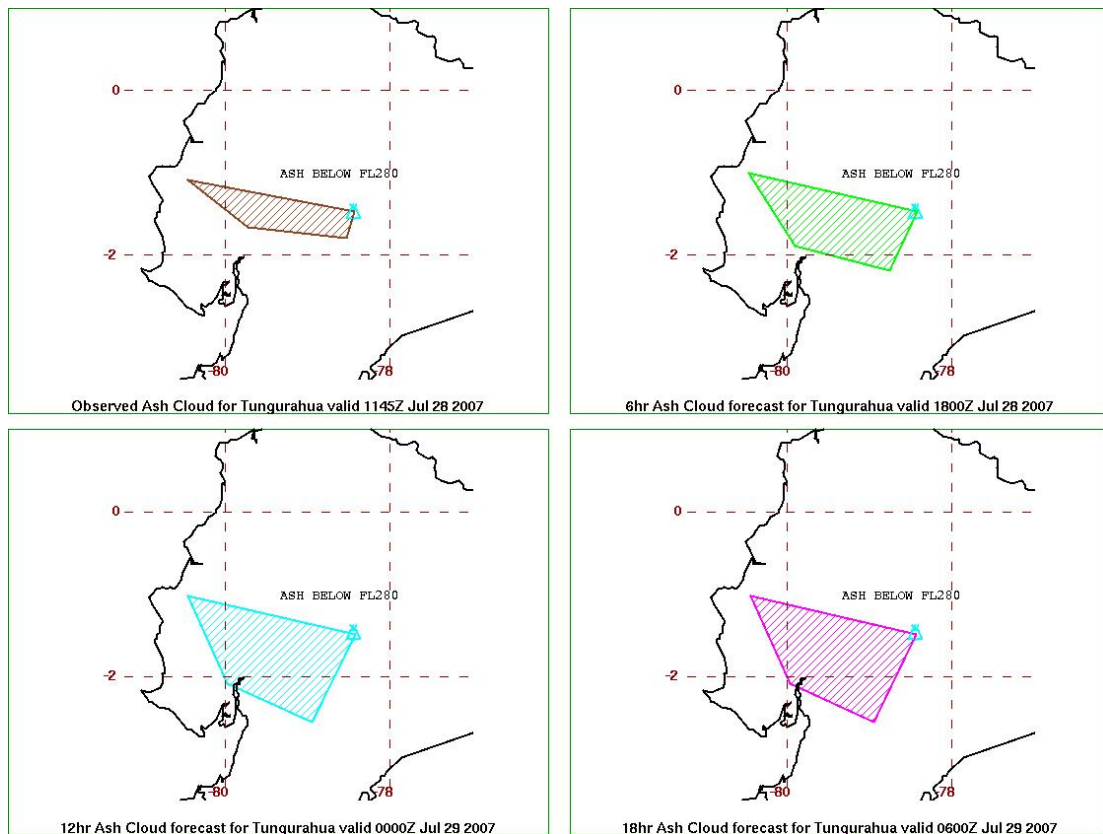 0
ASH BELOW FL280
-2
-80
-78
Observed Ash Cloud for Tungurahua valid 1145Z Jul 28 2007
0
ASH BELOW FL280
-2
-80
-78
6hr Ash Cloud forecast for Tungurahua valid 1800Z Jul 28 2007
0
ASH BELOW FL280
-2
-80
-78
12hr Ash Cloud forecast for Tungurahua valid 0000Z Jul 29 2007
0
ASH BELOW FL280
-2
-80
-78
18hr Ash Cloud forecast for Tungurahua valid 0600Z Jul 29 2007